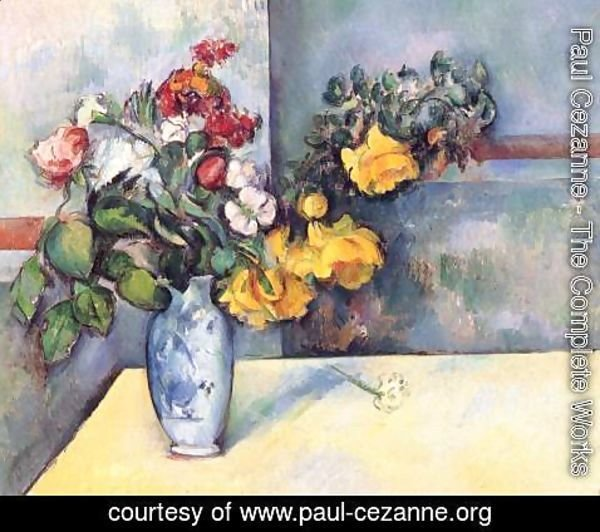 Paul Cezanne - The Complete Works
courtesy of www.paul-cezanne.org